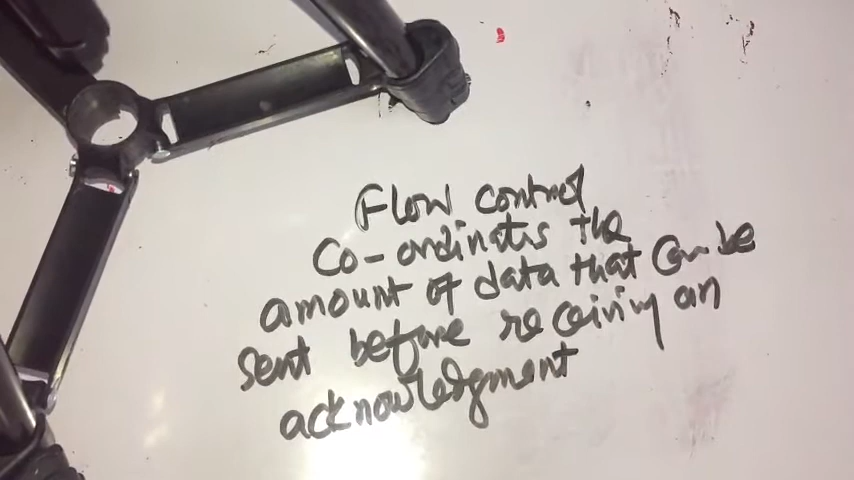 Flow control
Co-ordinates the
amount of data that can be
sent before receiving an
acknowledgment